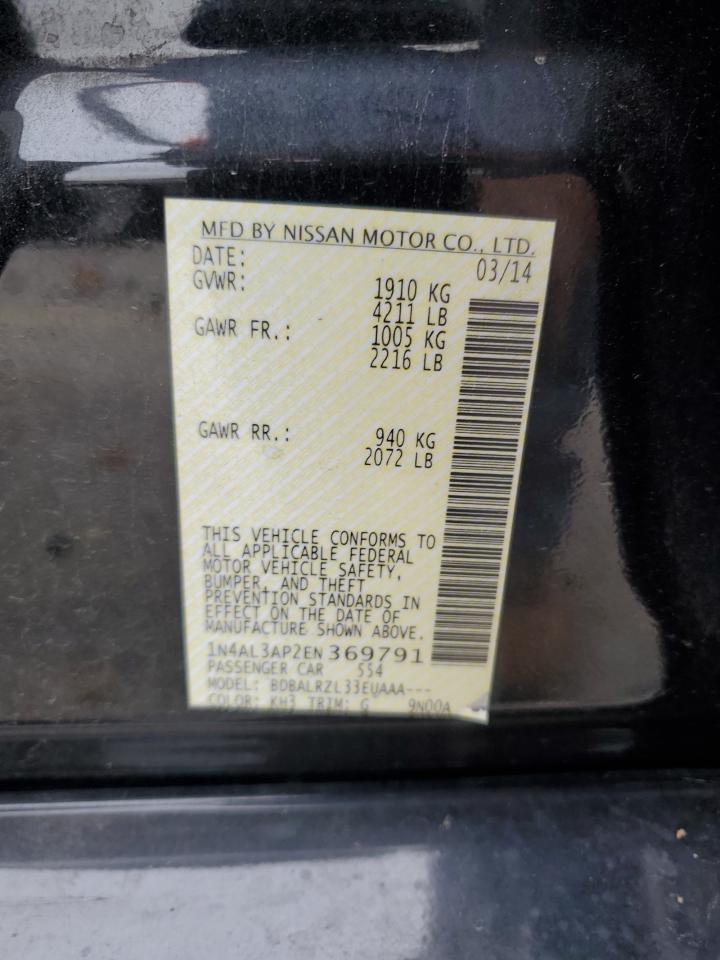 MFD BY NISSAN MOTOR CO., LTD.
DATE: 03/14
GVWR: 1910 KG
4211 LB
GAWR FR.: 1005 KG
2216 LB
GAWR RR.: 940 KG
2072 LB
THIS VEHICLE CONFORMS TO
ALL APPLICABLE FEDERAL
MOTOR VEHICLE SAFETY,
BUMPER, AND THEFT
PREVENTION STANDARDS IN
EFFECT ON THE DATE OF
MANUFACTURE SHOWN ABOVE.
1N4AL3AP2EN369791
PASSENGER CAR 554
MODEL: BDBALRZL33EUAAA---
COLOR: KH3 TRIM: G 9N00A